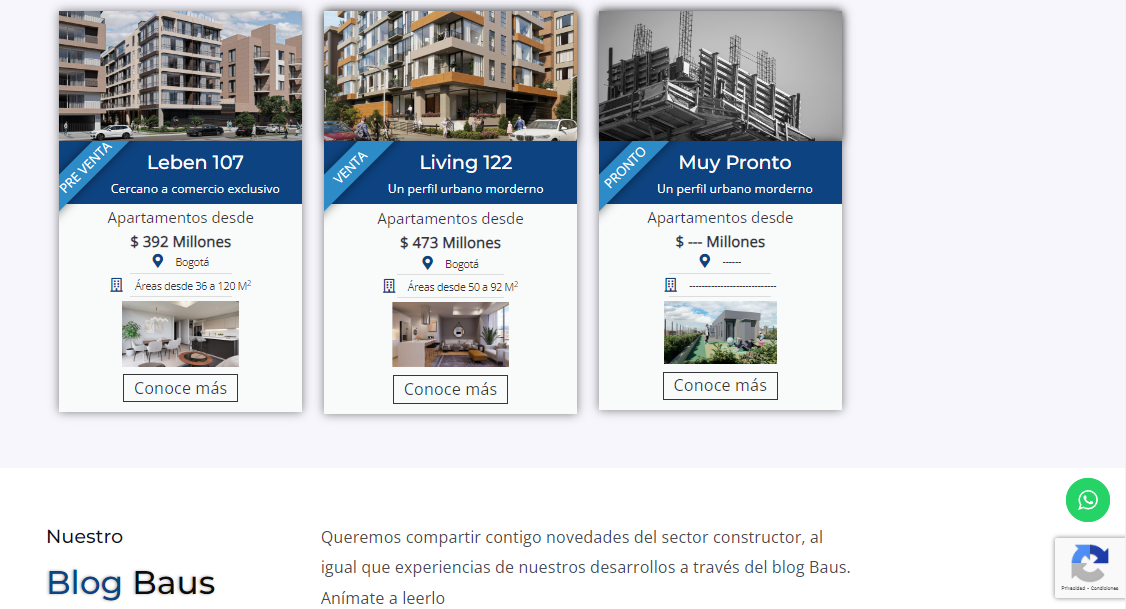 PRE VENTA
Leben 107
Cercano a comercio exclusivo
Apartamentos desde
$ 392 Millones
Bogotá
Áreas desde 36 a 120 M²
Conoce más
VENTA
Living 122
Un perfil urbano morderno
Apartamentos desde
$ 473 Millones
Bogotá
Áreas desde 50 a 92 M²
Conoce más
PRONTO
Muy Pronto
Un perfil urbano morderno
Apartamentos desde
$ --- Millones
------
----------------------------
Conoce más
Nuestro
Blog Baus
Queremos compartir contigo novedades del sector constructor, al
igual que experiencias de nuestros desarrollos a través del blog Baus.
Anímate a leerlo
Privacidad - Condiciones